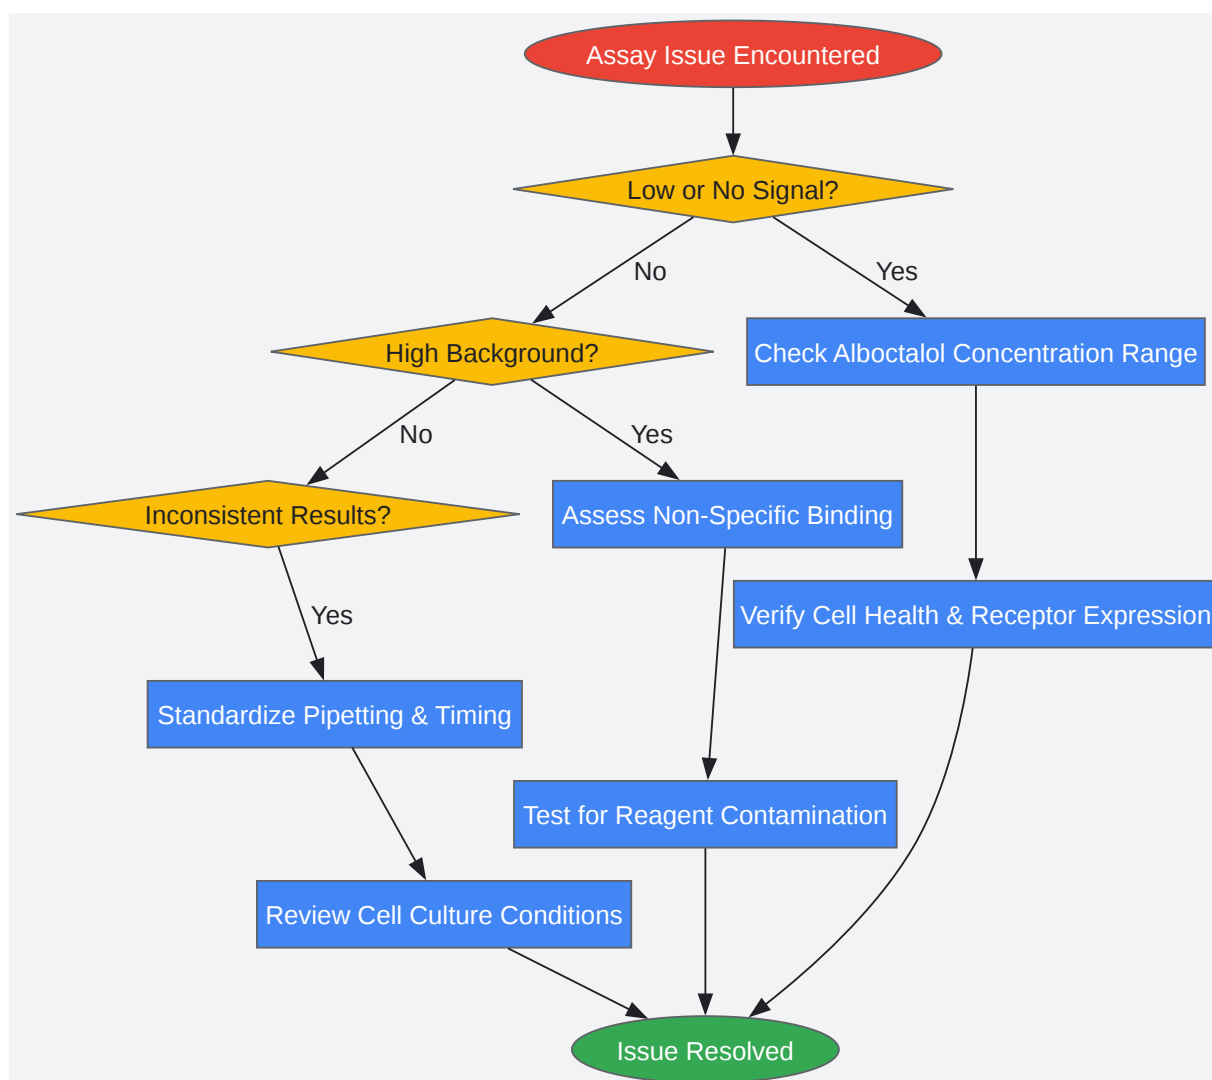 Assay Issue Encountered
Low or No Signal?
No
Yes
High Background?
Check Alboctalol Concentration Range
No
Yes
Inconsistent Results?
Assess Non-Specific Binding
Yes
Verify Cell Health & Receptor Expression
Standardize Pipetting & Timing
Test for Reagent Contamination
Review Cell Culture Conditions
Issue Resolved